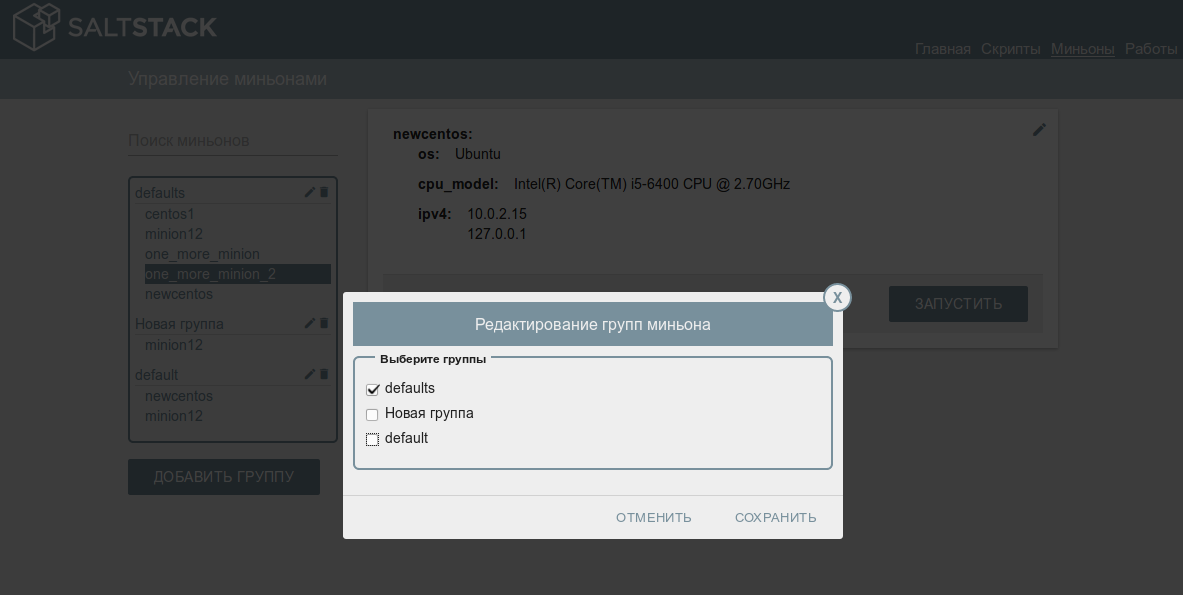 SALTSTACK
Главная Скрипты Миньоны Работы
Управление миньонами
Поиск миньонов
defaults
centos1
minion12
one_more_minion
one_more_minion_2
newcentos
Новая группа
minion12
default
newcentos
minion12
ДОБАВИТЬ ГРУППУ
newcentos:
os: Ubuntu
cpu_model: Intel(R) Core(TM) i5-6400 CPU @ 2.70GHz
ipv4: 10.0.2.15
127.0.0.1
ЗАПУСТИТЬ
X
Редактирование групп миньона
Выберите группы
defaults
Новая группа
default
ОТМЕНИТЬ СОХРАНИТЬ